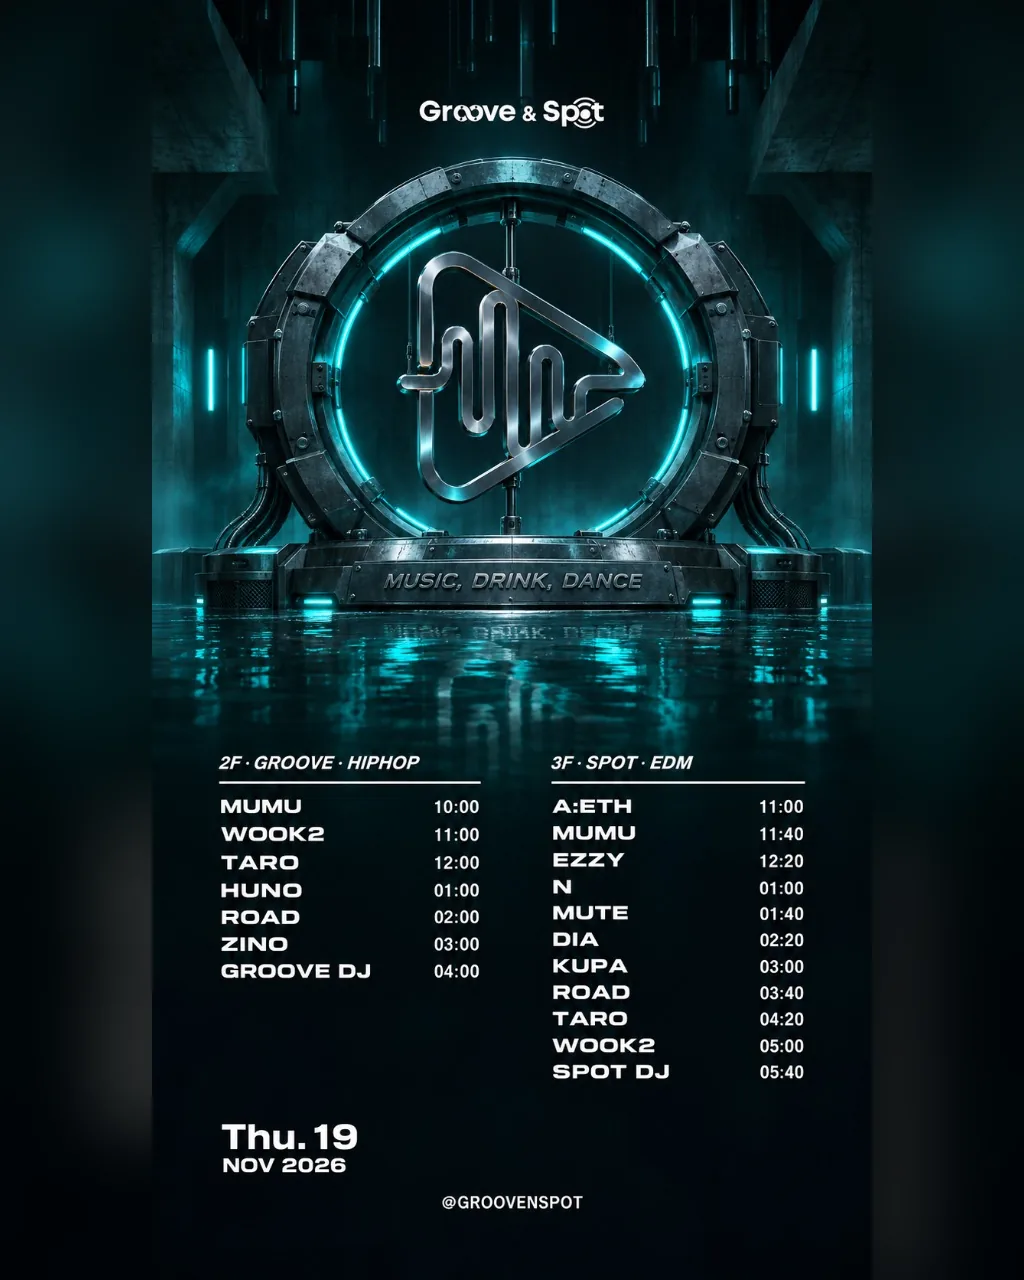 Groove & Spot
MUSIC, DRINK, DANCE
2F · GROOVE · HIPHOP
MUMU 10:00
WOOK2 11:00
TARO 12:00
HUNO 01:00
ROAD 02:00
ZINO 03:00
GROOVE DJ 04:00
3F · SPOT · EDM
A:ETH 11:00
MUMU 11:40
EZZY 12:20
N 01:00
MUTE 01:40
DIA 02:20
KUPA 03:00
ROAD 03:40
TARO 04:20
WOOK2 05:00
SPOT DJ 05:40
Thu. 19
NOV 2026
@GROOVENSPOT